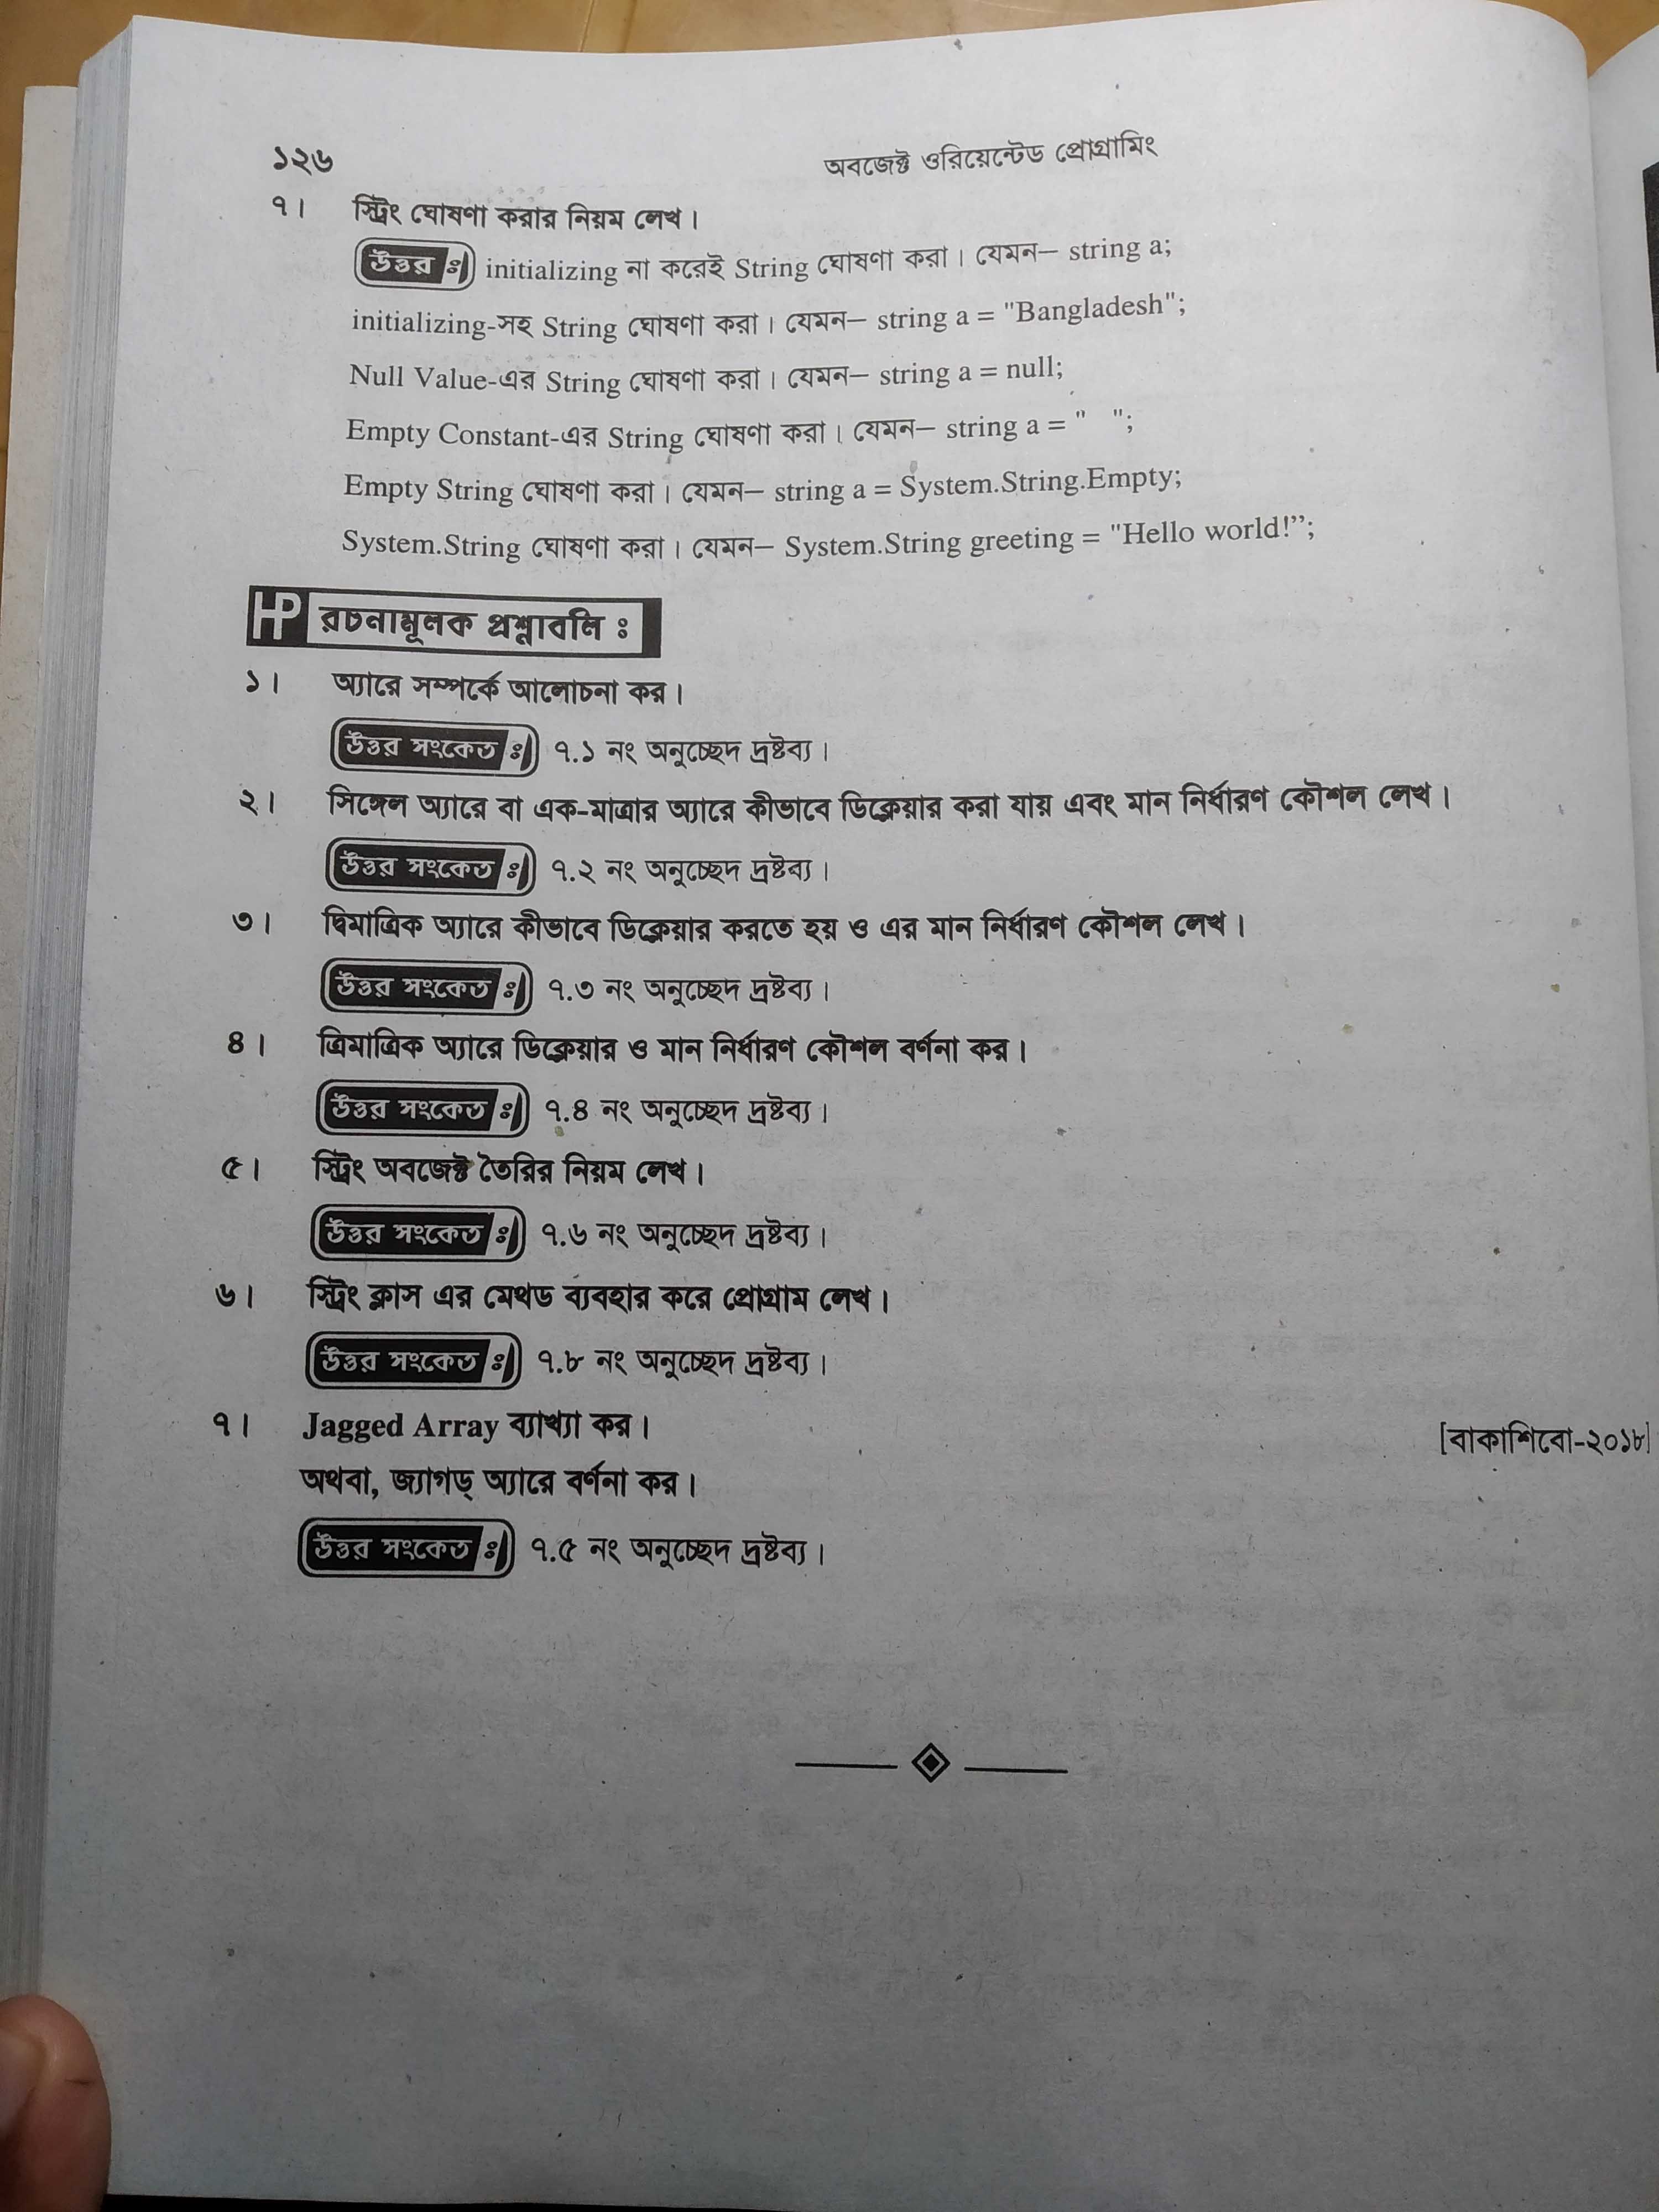 ১২৬
অবজেক্ট ওরিয়েন্টেড প্রোগ্রামিং
৭। স্ট্রিং ঘোষণা করার নিয়ম লেখ।
উত্তর ঃ initializing না করেই String ঘোষণা করা। যেমন– string a;
initializing-সহ String ঘোষণা করা। যেমন– string a = "Bangladesh";
Null Value-এর String ঘোষণা করা। যেমন– string a = null;
Empty Constant-এর String ঘোষণা করা। যেমন– string a = " ";
Empty String ঘোষণা করা। যেমন– string a = System.String.Empty;
System.String ঘোষণা করা। যেমন– System.String greeting = "Hello world!”;
HP রচনামূলক প্রশ্নাবলি ঃ
১। অ্যারে সম্পর্কে আলোচনা কর।
উত্তর সংকেত ঃ ৭.১ নং অনুচ্ছেদ দ্রষ্টব্য।
২। সিঙ্গেল অ্যারে বা এক-মাত্রার অ্যারে কীভাবে ডিক্লেয়ার করা যায় এবং মান নির্ধারণ কৌশল লেখ।
উত্তর সংকেত ঃ ৭.২ নং অনুচ্ছেদ দ্রষ্টব্য।
৩। দ্বিমাত্রিক অ্যারে কীভাবে ডিক্লেয়ার করতে হয় ও এর মান নির্ধারণ কৌশল লেখ।
উত্তর সংকেত ঃ ৭.৩ নং অনুচ্ছেদ দ্রষ্টব্য।
৪। ত্রিমাত্রিক অ্যারে ডিক্লেয়ার ও মান নির্ধারণ কৌশল বর্ণনা কর।
উত্তর সংকেত ঃ ৭.৪ নং অনুচ্ছেদ দ্রষ্টব্য।
৫। স্ট্রিং অবজেক্ট তৈরির নিয়ম লেখ।
উত্তর সংকেত ঃ ৭.৬ নং অনুচ্ছেদ দ্রষ্টব্য।
৬। স্ট্রিং ক্লাস এর মেথড ব্যবহার করে প্রোগ্রাম লেখ।
উত্তর সংকেত ঃ ৭.৮ নং অনুচ্ছেদ দ্রষ্টব্য।
৭। Jagged Array ব্যাখ্যা কর। [বাকাশিবো-২০১৮]
অথবা, জ্যাগড্ অ্যারে বর্ণনা কর।
উত্তর সংকেত ঃ ৭.৫ নং অনুচ্ছেদ দ্রষ্টব্য।